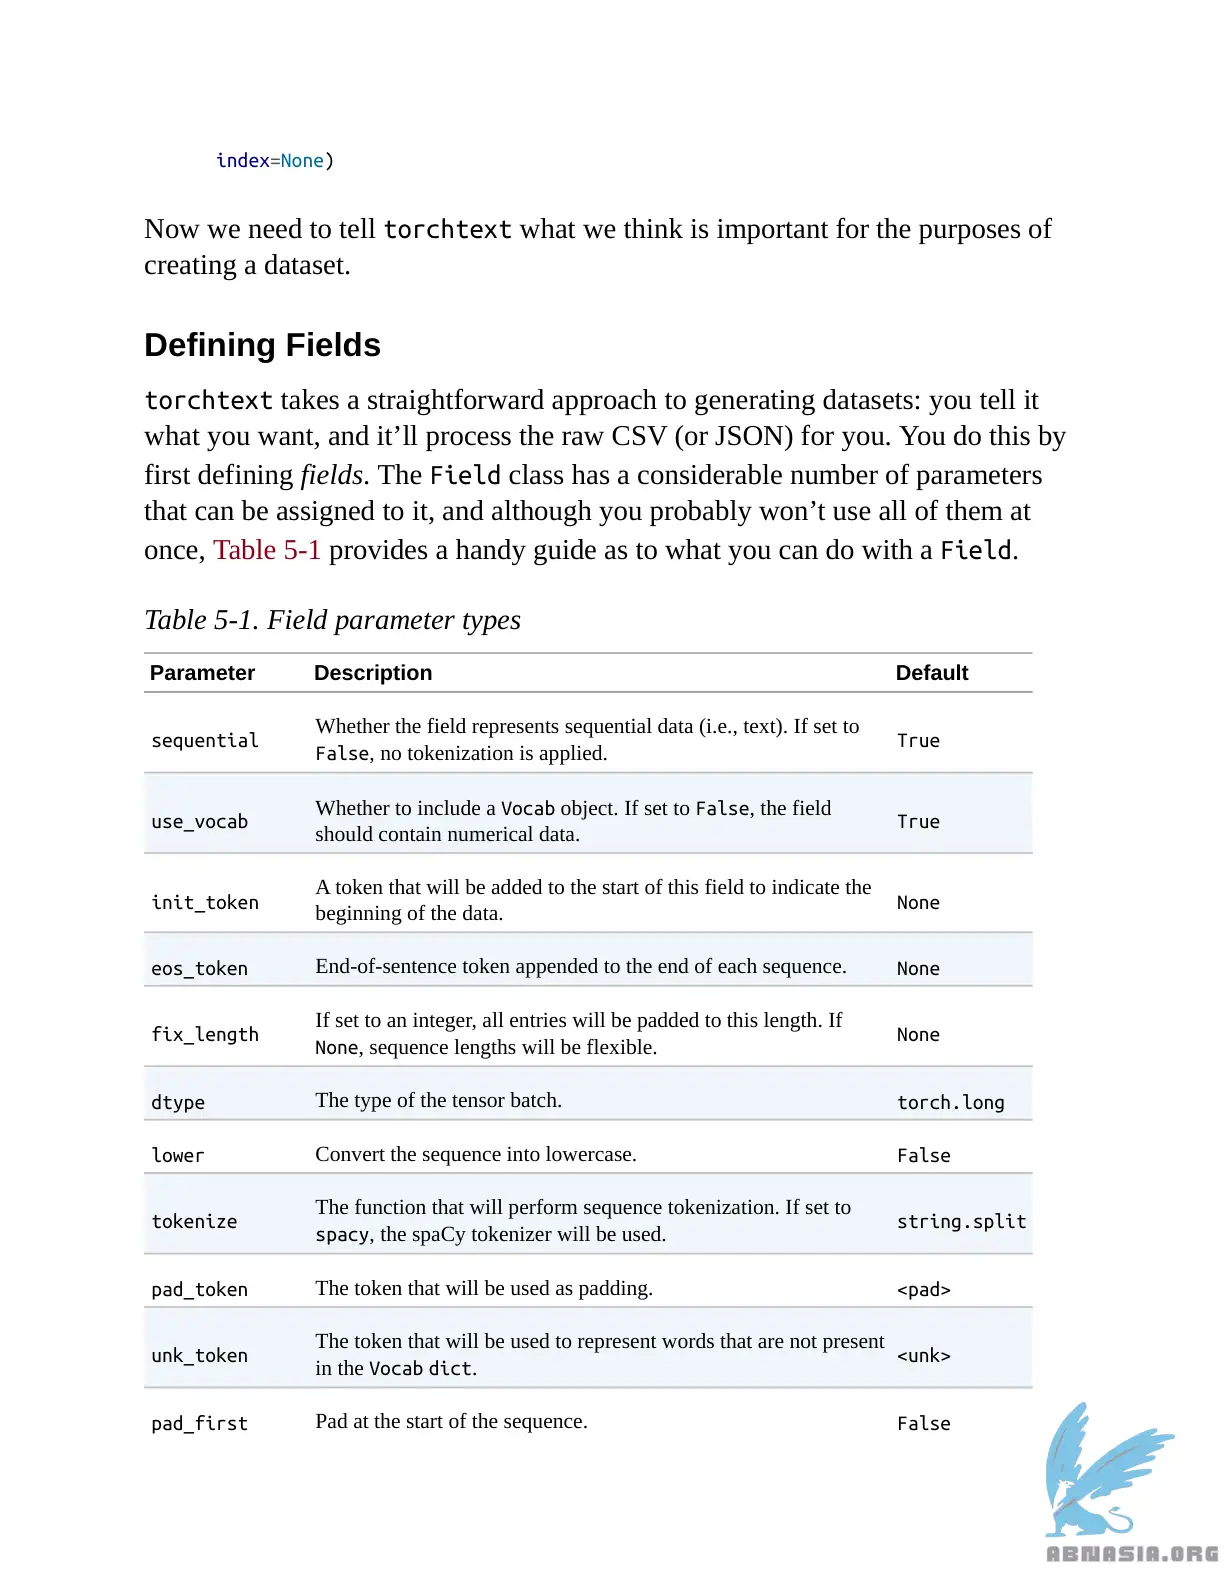 index=None)
Now we need to tell torchtext what we think is important for the purposes of
creating a dataset.
Defining Fields
torchtext takes a straightforward approach to generating datasets: you tell it
what you want, and it’ll process the raw CSV (or JSON) for you. You do this by
first defining fields. The Field class has a considerable number of parameters
that can be assigned to it, and although you probably won’t use all of them at
once, Table 5-1 provides a handy guide as to what you can do with a Field.
Table 5-1. Field parameter types
Parameter Description Default
sequential Whether the field represents sequential data (i.e., text). If set to
False, no tokenization is applied. True
use_vocab Whether to include a Vocab object. If set to False, the field
should contain numerical data. True
init_token A token that will be added to the start of this field to indicate the
beginning of the data. None
eos_token End-of-sentence token appended to the end of each sequence. None
fix_length If set to an integer, all entries will be padded to this length. If
None, sequence lengths will be flexible. None
dtype The type of the tensor batch. torch.long
lower Convert the sequence into lowercase. False
tokenize The function that will perform sequence tokenization. If set to
spacy, the spaCy tokenizer will be used. string.split
pad_token The token that will be used as padding. <pad>
unk_token The token that will be used to represent words that are not present
in the Vocab dict. <unk>
pad_first Pad at the start of the sequence. False
ABNASIA.ORG